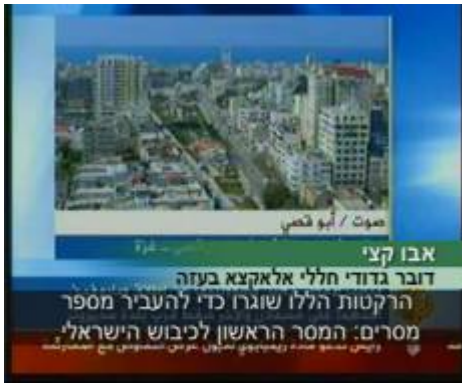 صوت / أبو قصي
אבו קצי
דובר גדודי חללי אלאקצא בעזה
הרקטות הללו שוגרו כדי להעביר מספר
מסרים: המסר הראשון לכיבוש הישראלי